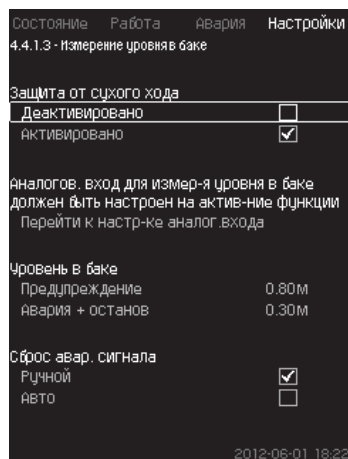 Состояние Работа Авария Настройки
4.4.1.3 - Измерение уровня в баке
Защита от сухого хода
Деактивировано
Активировано
Аналогов. вход для измер-я уровня в баке
должен быть настроен на актив-ние функции
Перейти к настр-ке аналог.входа
Уровень в баке
Предупреждение 0.80м
Авария + останов 0.30м
Сброс авар. сигнала
Ручной
Авто
2012-06-01 18:22